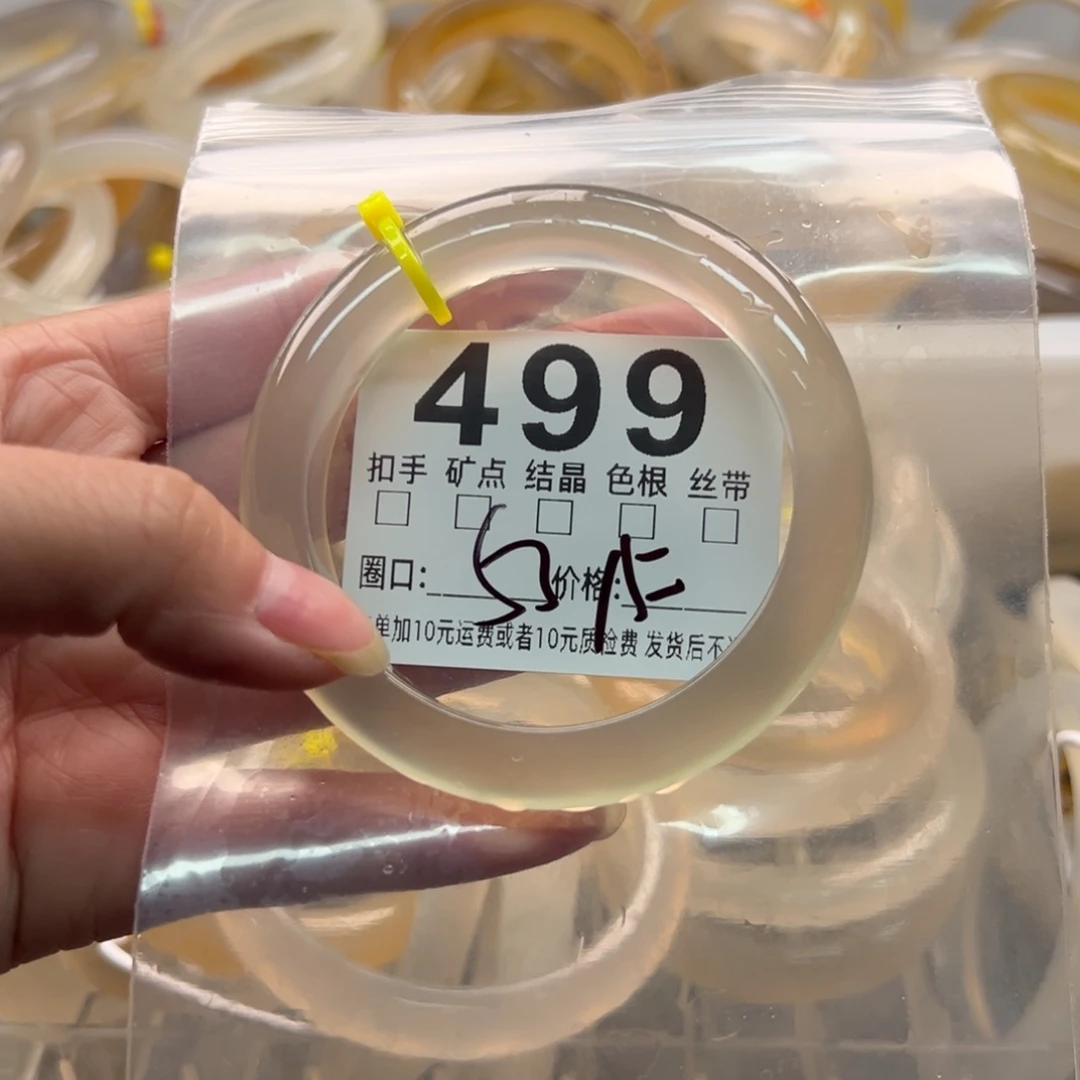 499
扣手 矿点 结晶 色根 丝带
圈口: 价格:
单加10元运费或者10元质检费 发货后不